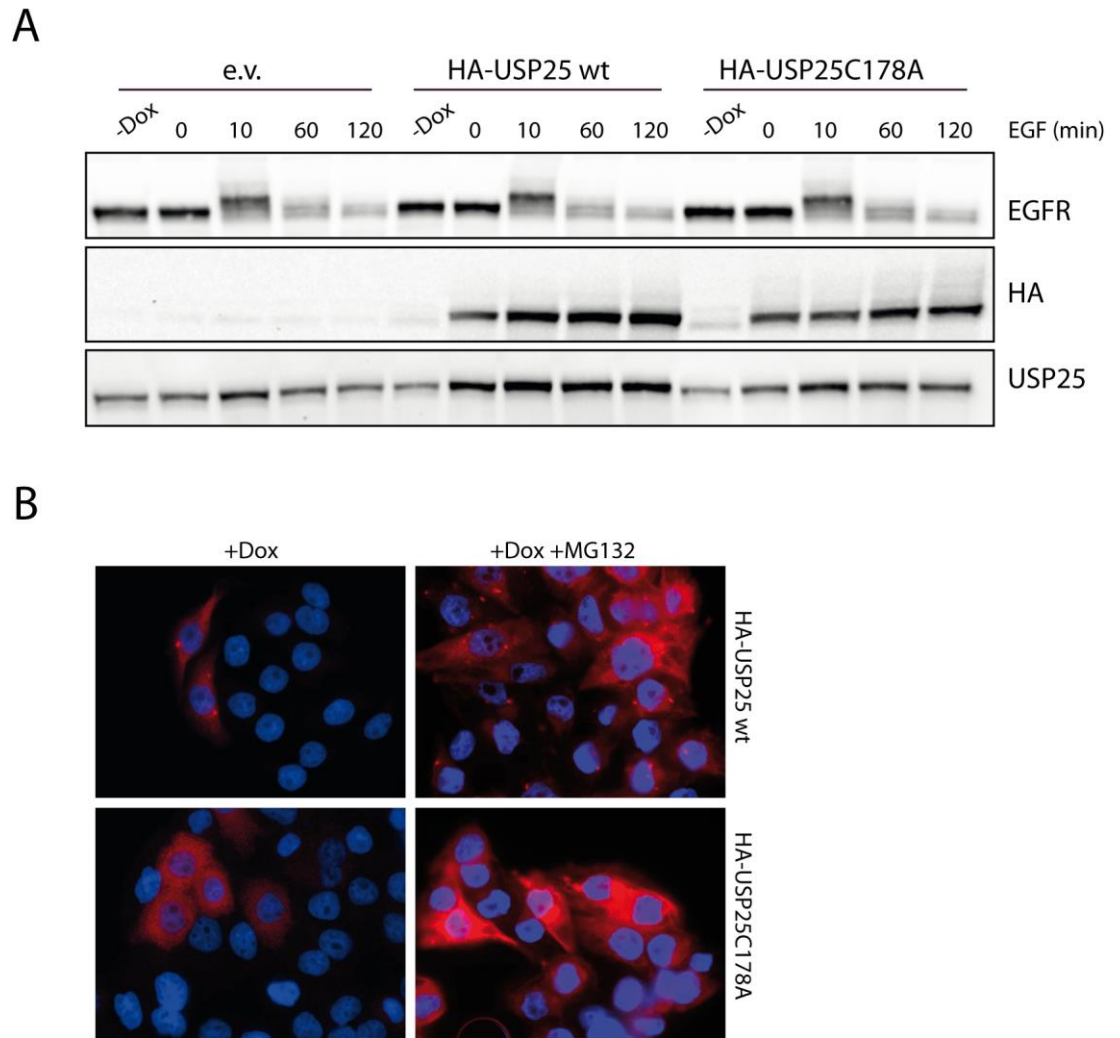 A
e.v. HA-USP25 wt HA-USP25C178A
-Dox 0 10 60 120 -Dox 0 10 60 120 -Dox 0 10 60 120 EGF (min)
EGFR
HA
USP25
B
+Dox +Dox +MG132
HA-USP25 wt
HA-USP25C178A